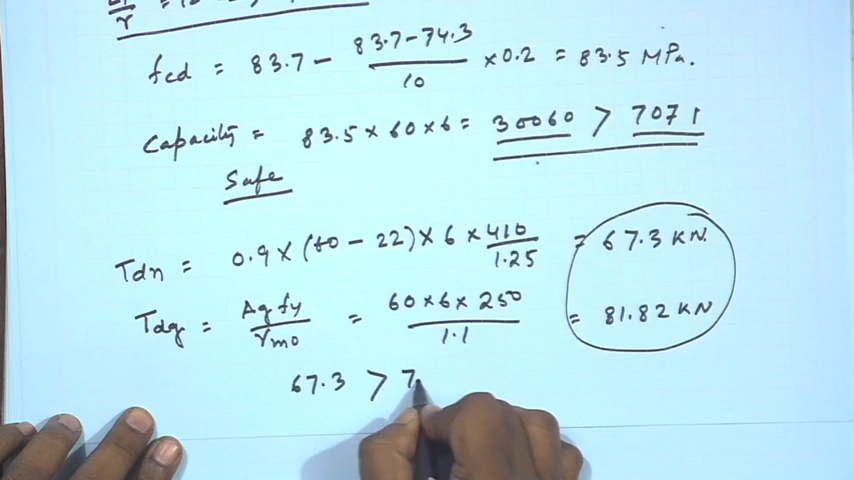 r
fcd = 83.7 - 83.7-74.3/10 × 0.2 = 83.5 MPa.
Capacity = 83.5 × 60 × 6 = 30060 > 7071
Safe
Tdn = 0.9 × (60 - 22) × 6 × 410/1.25 = 67.3 KN.
Tdg = Ag fy/γmo = 60 × 6 × 250/1.1 = 81.82 KN
67.3 > 7.